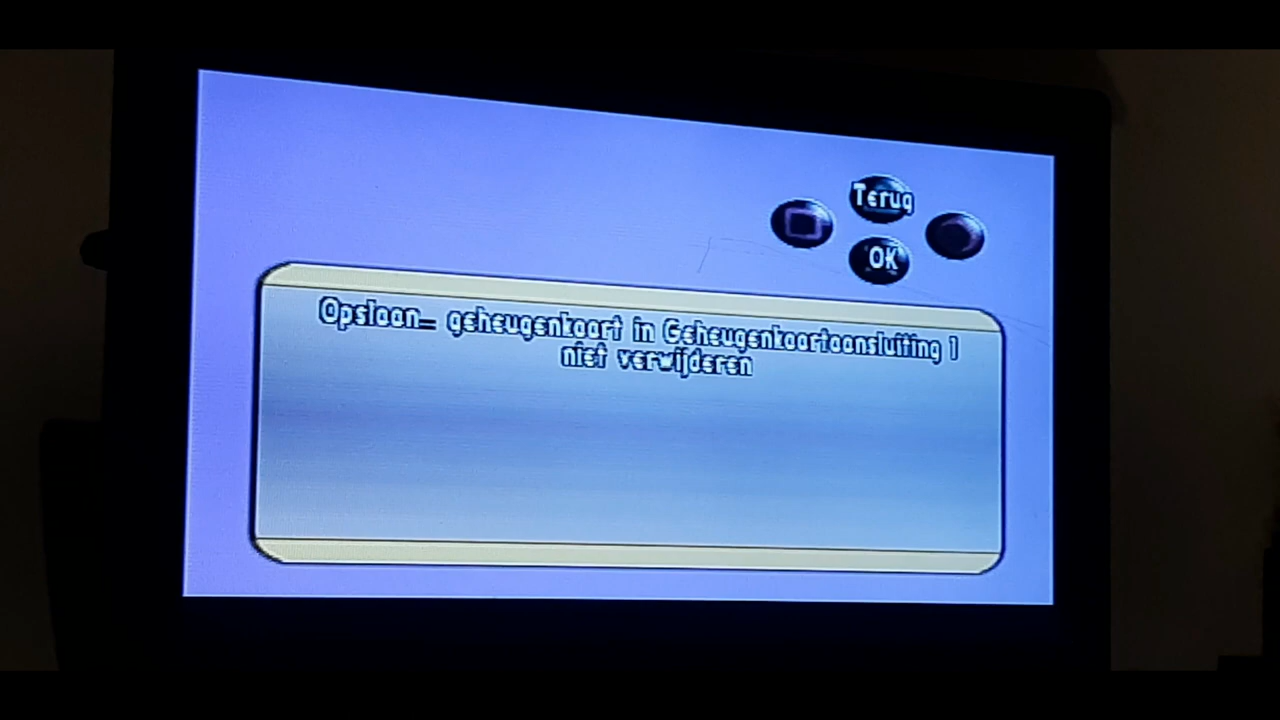 Terug
OK
Opslaan... geheugenkaart in Geheugenkaartaansluiting 1
niet verwijderen